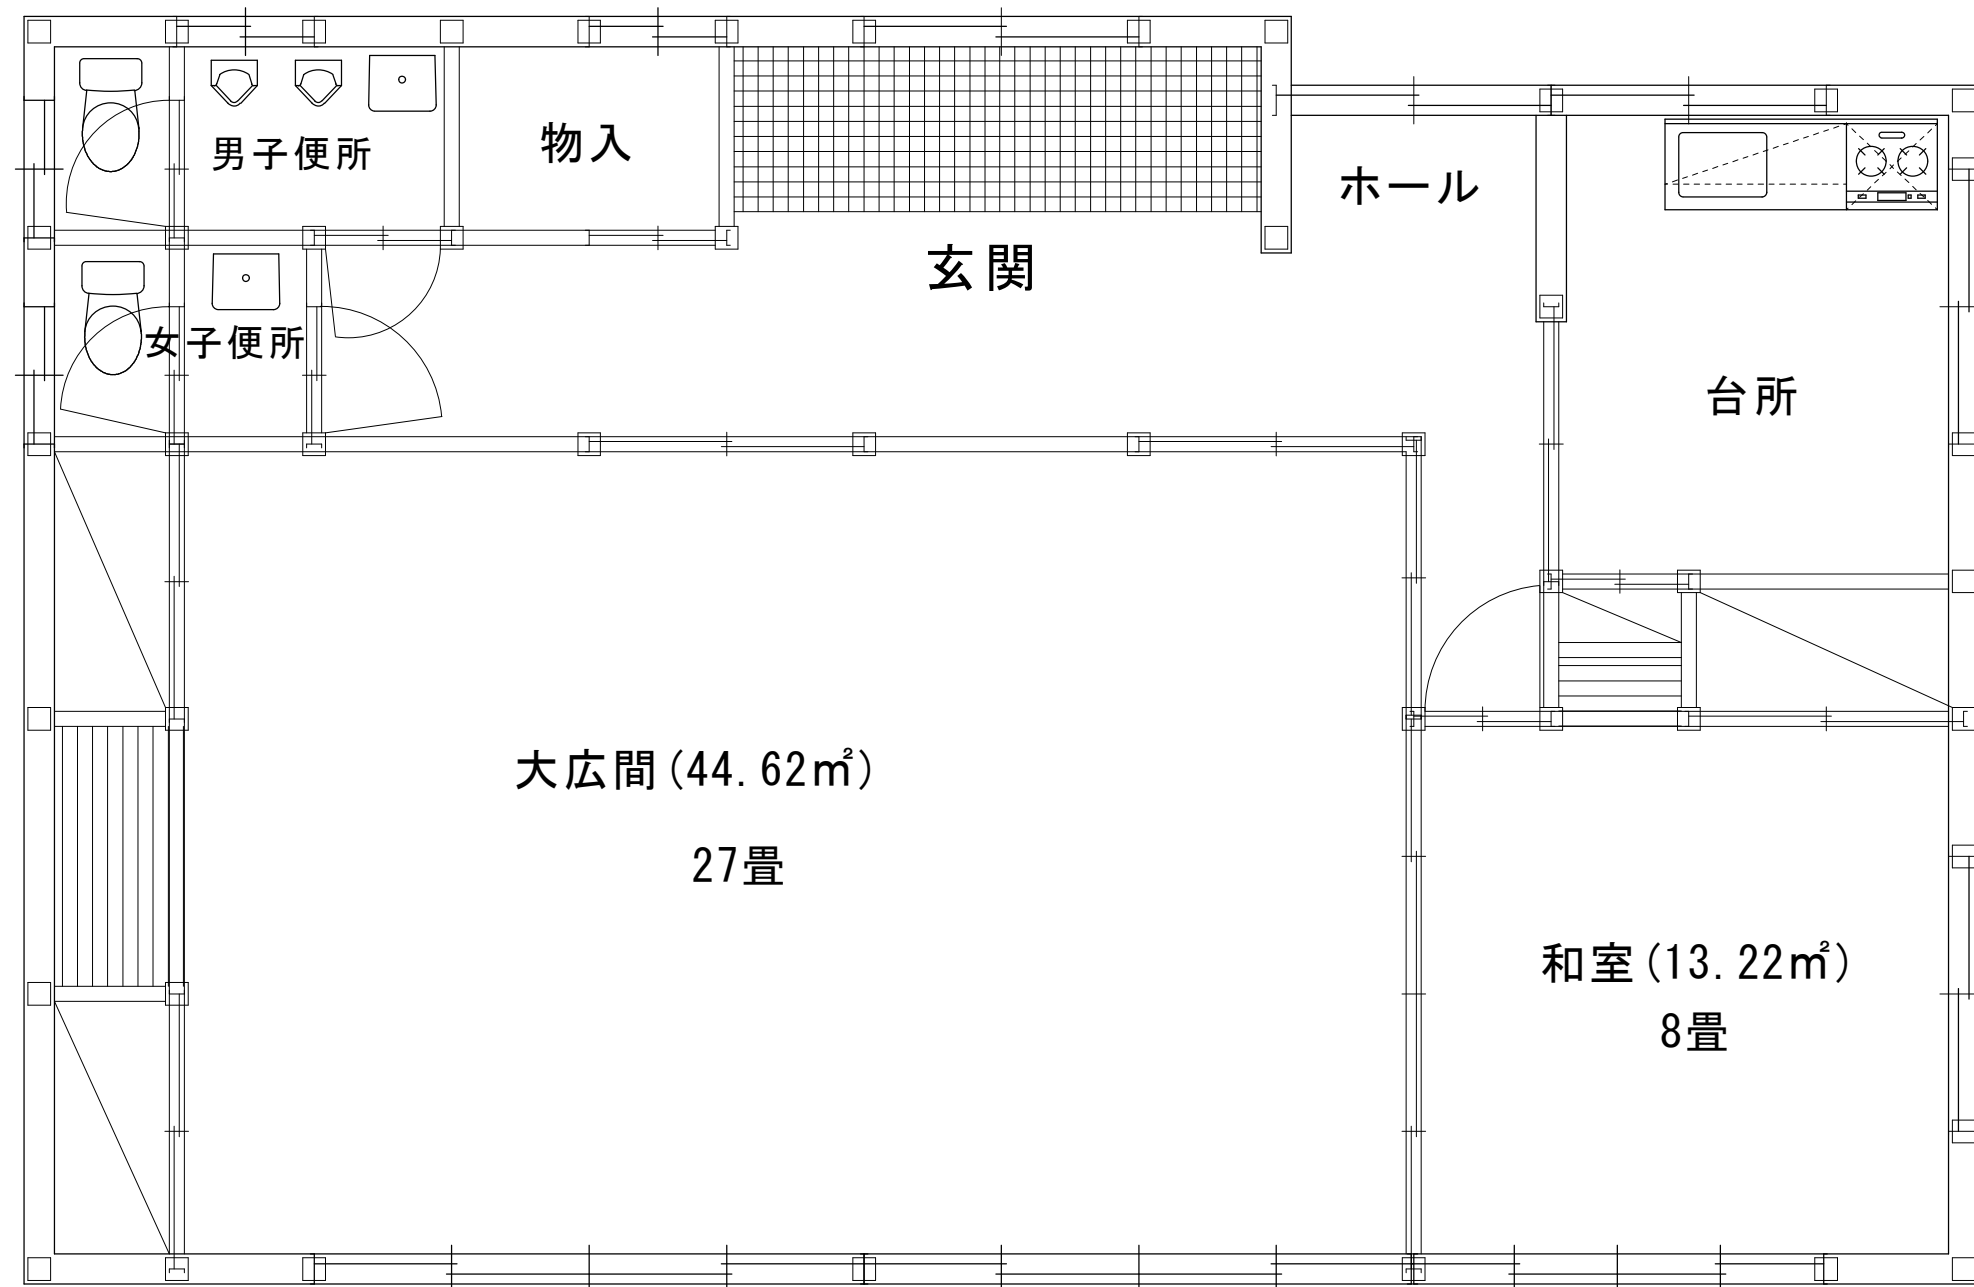 男子便所
物入
ホール
玄関
女子便所
台所
大広間(44.62㎡)
27畳
和室(13.22㎡)
8畳